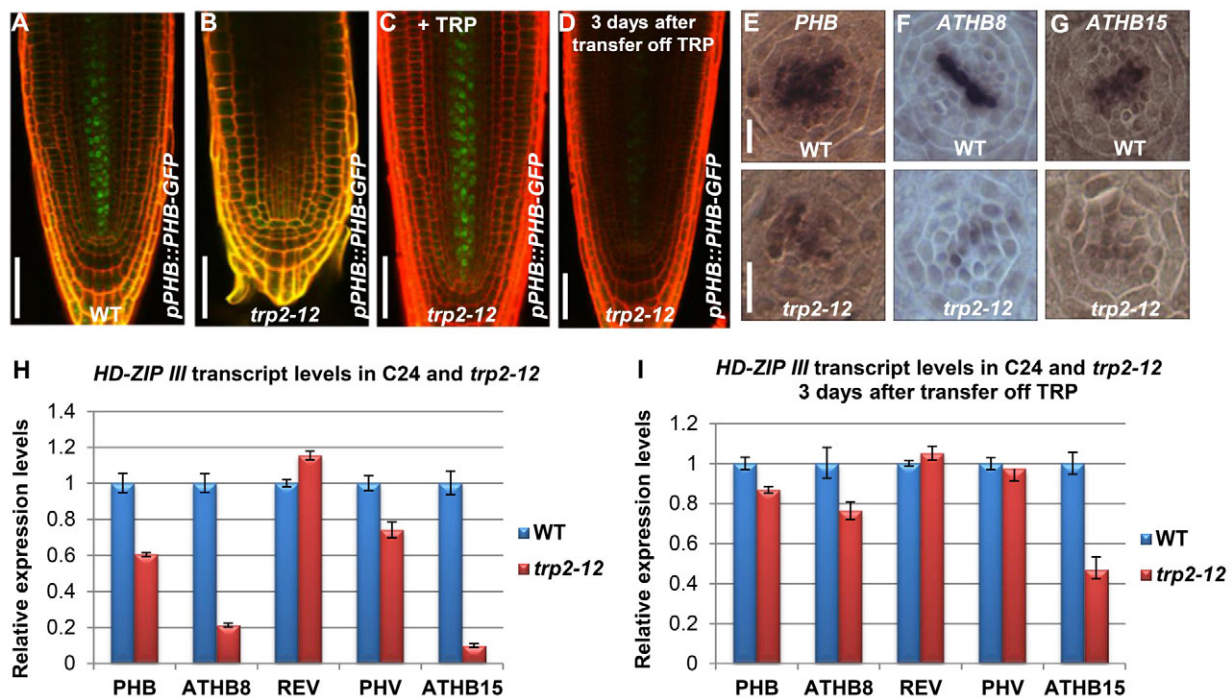 A
WT
pPHB::PHB-GFP
B
trp2-12
pPHB::PHB-GFP
C + TRP
trp2-12
pPHB::PHB-GFP
D 3 days after
transfer off TRP
trp2-12
pPHB::PHB-GFP
E PHB
WT
trp2-12
F ATHB8
WT
trp2-12
G ATHB15
WT
trp2-12
H HD-ZIP III transcript levels in C24 and trp2-12
Relative expression levels
1.4
1.2
1
0.8
0.6
0.4
0.2
0
PHB ATHB8 REV PHV ATHB15
WT
trp2-12
I HD-ZIP III transcript levels in C24 and trp2-12
3 days after transfer off TRP
Relative expression levels
1.2
1
0.8
0.6
0.4
0.2
0
PHB ATHB8 REV PHV ATHB15
WT
trp2-12